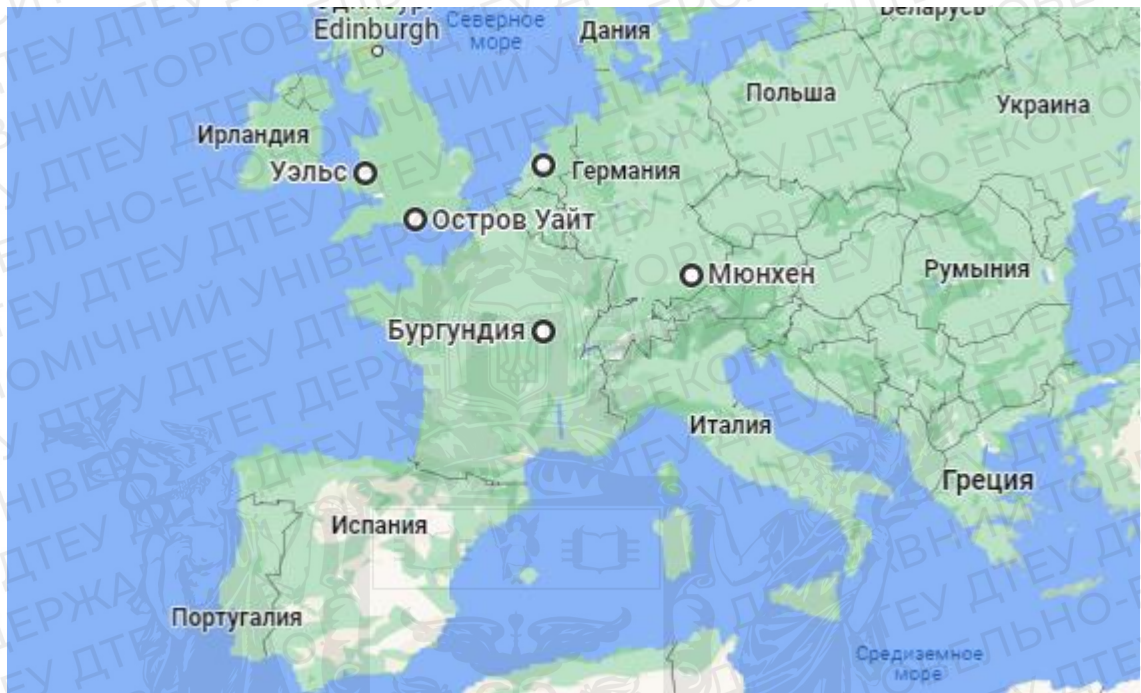 Edinburgh
Северное
море
Дания
Беларусь
Польша
Украина
Ирландия
Уэльс
Германия
Остров Уайт
Мюнхен
Румыния
Бургундия
Италия
Греция
Испания
Португалия
Средиземное
море